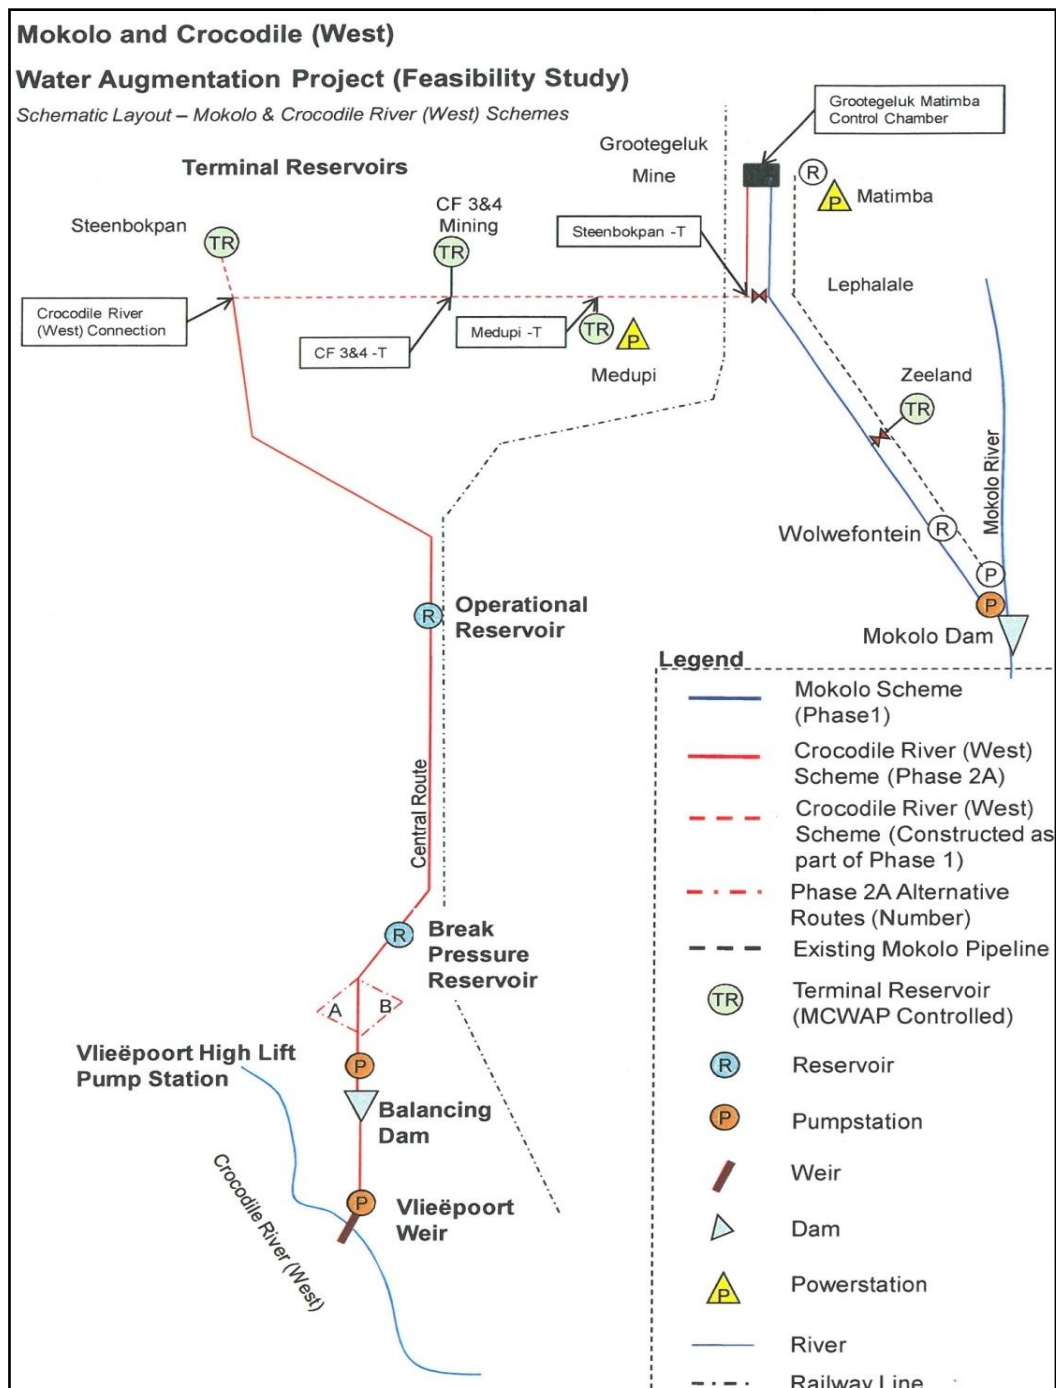 Mokolo and Crocodile (West)
Water Augmentation Project (Feasibility Study)
Schematic Layout – Mokolo & Crocodile River (West) Schemes
Grootegeluk Matimba
Control Chamber
Terminal Reservoirs
Grootegeluk
Mine
R
P
Matimba
CF 3&4
Mining
TR
Steenbokpan
TR
Steenbokpan -T
Lephalale
Crocodile River
(West) Connection
CF 3&4 -T
Medupi -T
TR
P
Medupi
Zeeland
TR
Mokolo River
Wolwefontein
R
P
P
Mokolo Dam
R
Operational
Reservoir
Central Route
R
Break
Pressure
Reservoir
A
B
Vlieëpoort High Lift
Pump Station
P
Balancing
Dam
Crocodile River (West)
P
Vlieëpoort
Weir
Legend
Mokolo Scheme
(Phase1)
Crocodile River (West)
Scheme (Phase 2A)
Crocodile River (West)
Scheme (Constructed as
part of Phase 1)
Phase 2A Alternative
Routes (Number)
Existing Mokolo Pipeline
TR
Terminal Reservoir
(MCWAP Controlled)
R
Reservoir
P
Pumpstation
Weir
Dam
P
Powerstation
River
Railway Line